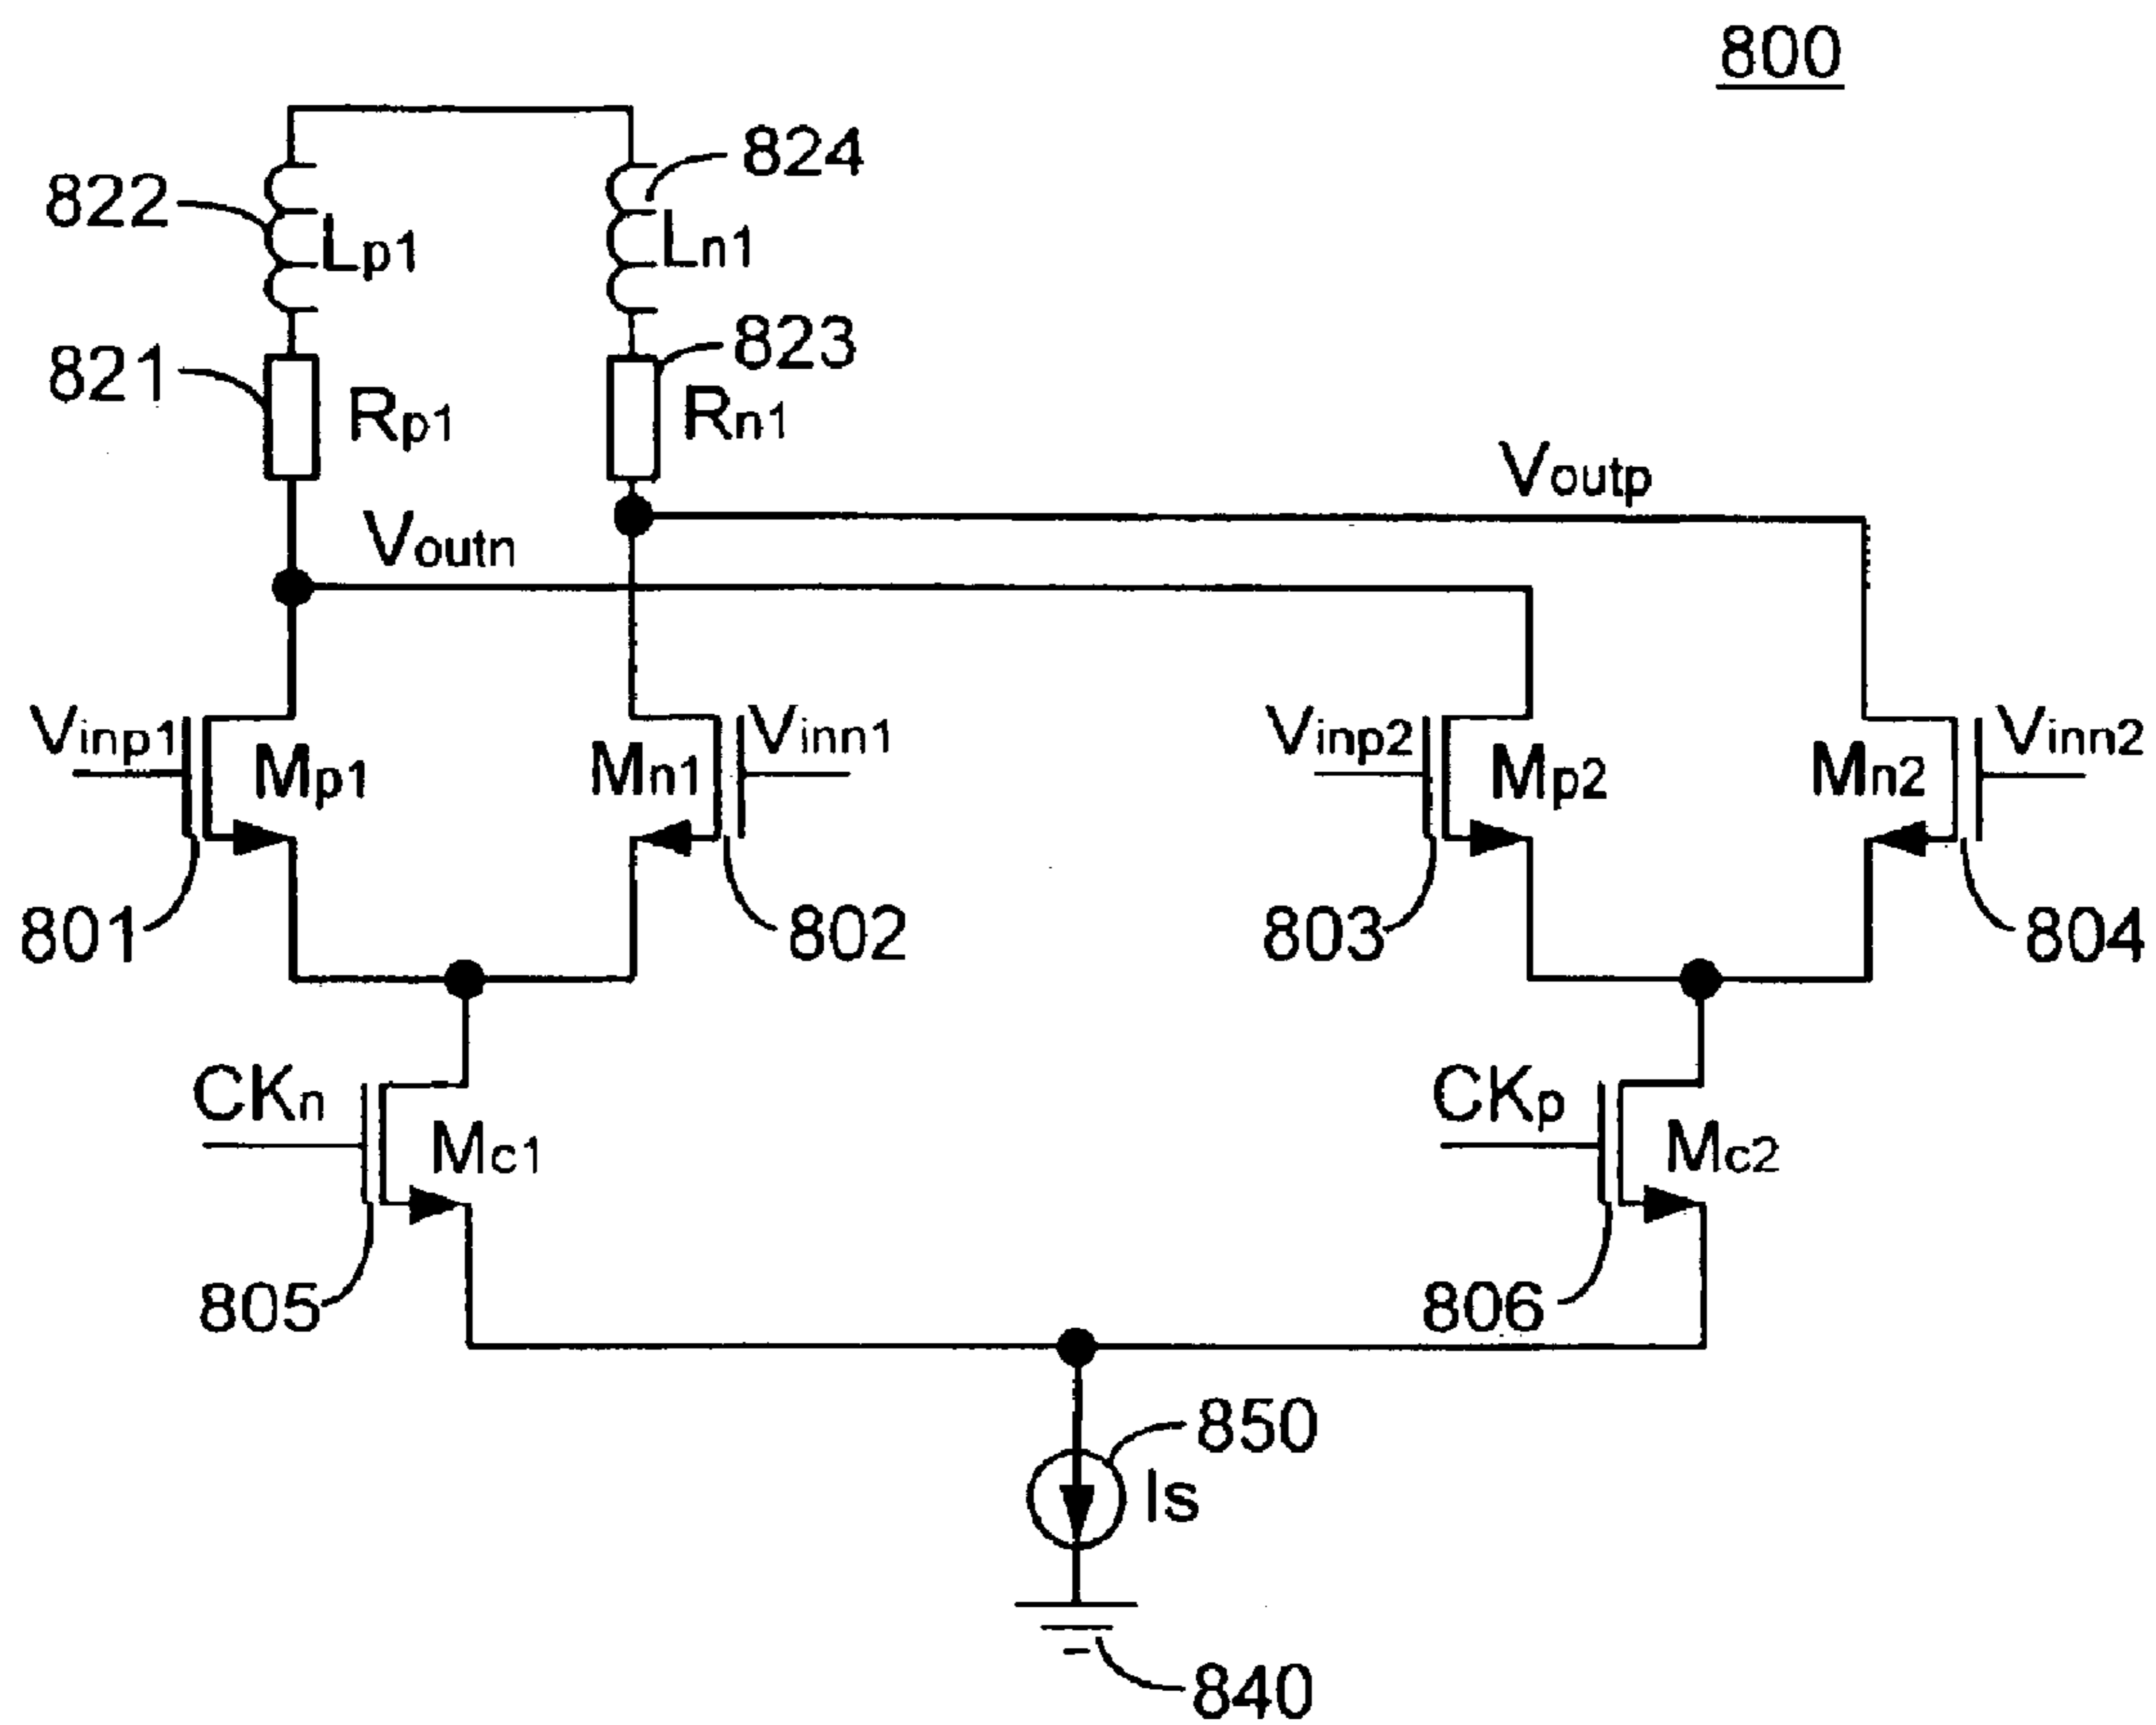 800
824
822
Lp1
Ln1
823
821
Rp1
Rn1
Voutp
Voutn
Vinp1
Mp1
Mn1
Vinn1
Vinp2
Mp2
Mn2
Vinn2
801
802
803
804
CKn
Mc1
CKp
Mc2
805
806
850
Is
840